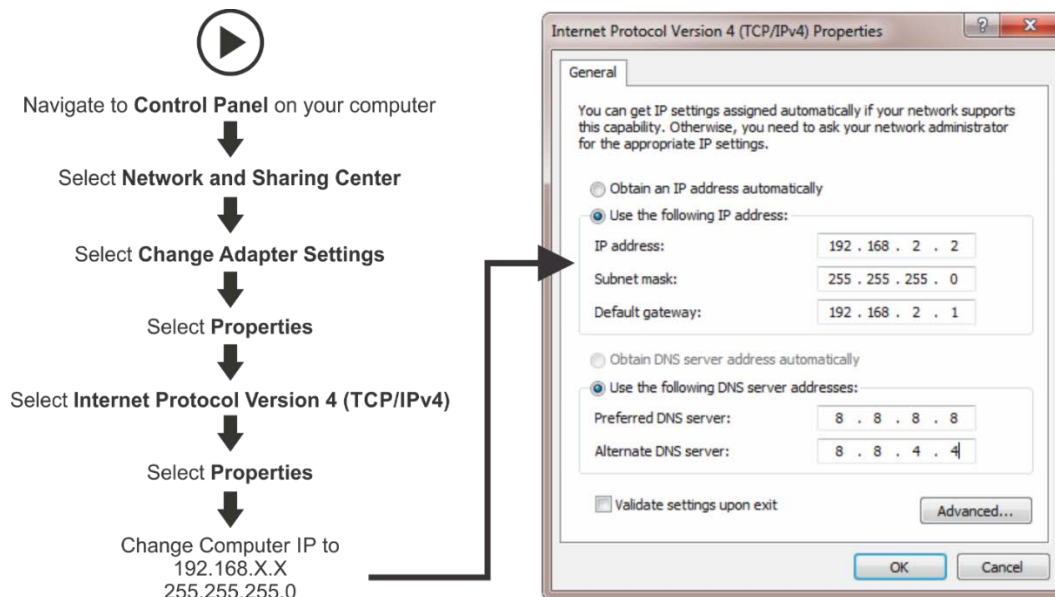 Navigate to Control Panel on your computer
Select Network and Sharing Center
Select Change Adapter Settings
Select Properties
Select Internet Protocol Version 4 (TCP/IPv4)
Select Properties
Change Computer IP to
192.168.X.X
255.255.255.0
Internet Protocol Version 4 (TCP/IPv4) Properties
General
You can get IP settings assigned automatically if your network supports
this capability. Otherwise, you need to ask your network administrator
for the appropriate IP settings.
Obtain an IP address automatically
Use the following IP address:
IP address: 192 . 168 . 2 . 2
Subnet mask: 255 . 255 . 255 . 0
Default gateway: 192 . 168 . 2 . 1
Obtain DNS server address automatically
Use the following DNS server addresses:
Preferred DNS server: 8 . 8 . 8 . 8
Alternate DNS server: 8 . 8 . 4 . 4
Validate settings upon exit
Advanced...
OK Cancel